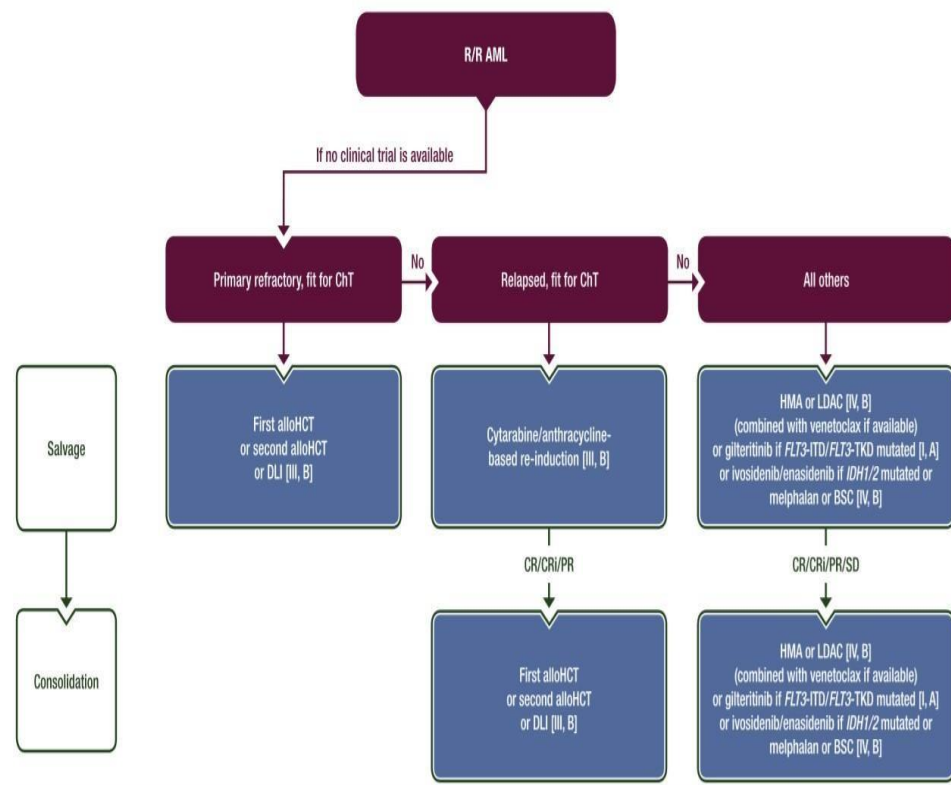 R/R AML
If no clinical trial is available
Primary refractory, fit for ChT
No
Relapsed, fit for ChT
No
All others
Salvage
First alloHCT
or second alloHCT
or DLI [III, B]
Cytarabine/anthracycline-
based re-induction [III, B]
HMA or LDAC [IV, B]
(combined with venetoclax if available)
or gilteritinib if FLT3-ITD/FLT3-TKD mutated [I, A]
or ivosidenib/enasidenib if IDH1/2 mutated or
melphalan or BSC [IV, B]
CR/CRi/PR
CR/CRi/PR/SD
Consolidation
First alloHCT
or second alloHCT
or DLI [III, B]
HMA or LDAC [IV, B]
(combined with venetoclax if available)
or gilteritinib if FLT3-ITD/FLT3-TKD mutated [I, A]
or ivosidenib/enasidenib if IDH1/2 mutated or
melphalan or BSC [IV, B]